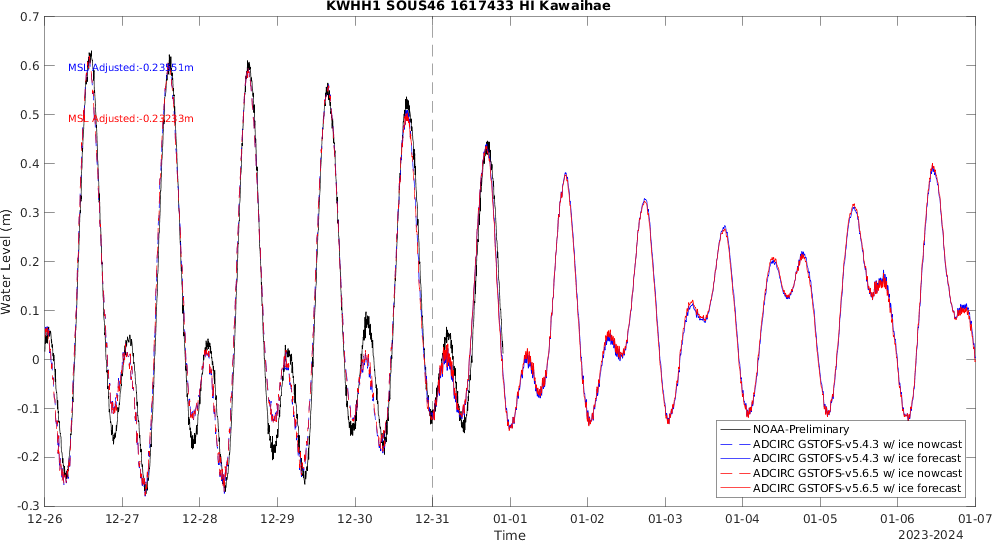 KWHH1 SOUS46 1617433 HI Kawaihae
0.7
0.6
0.5
0.4
0.3
0.2
0.1
0
-0.1
-0.2
-0.3
Water Level (m)
MSL Adjusted:-0.23551m
MSL Adjusted:-0.23233m
NOAA-Preliminary
ADCIRC GSTOFS-v5.4.3 w/ ice nowcast
ADCIRC GSTOFS-v5.4.3 w/ ice forecast
ADCIRC GSTOFS-v5.6.5 w/ ice nowcast
ADCIRC GSTOFS-v5.6.5 w/ ice forecast
12-26 12-27 12-28 12-29 12-30 12-31 01-01 01-02 01-03 01-04 01-05 01-06 01-07
Time
2023-2024